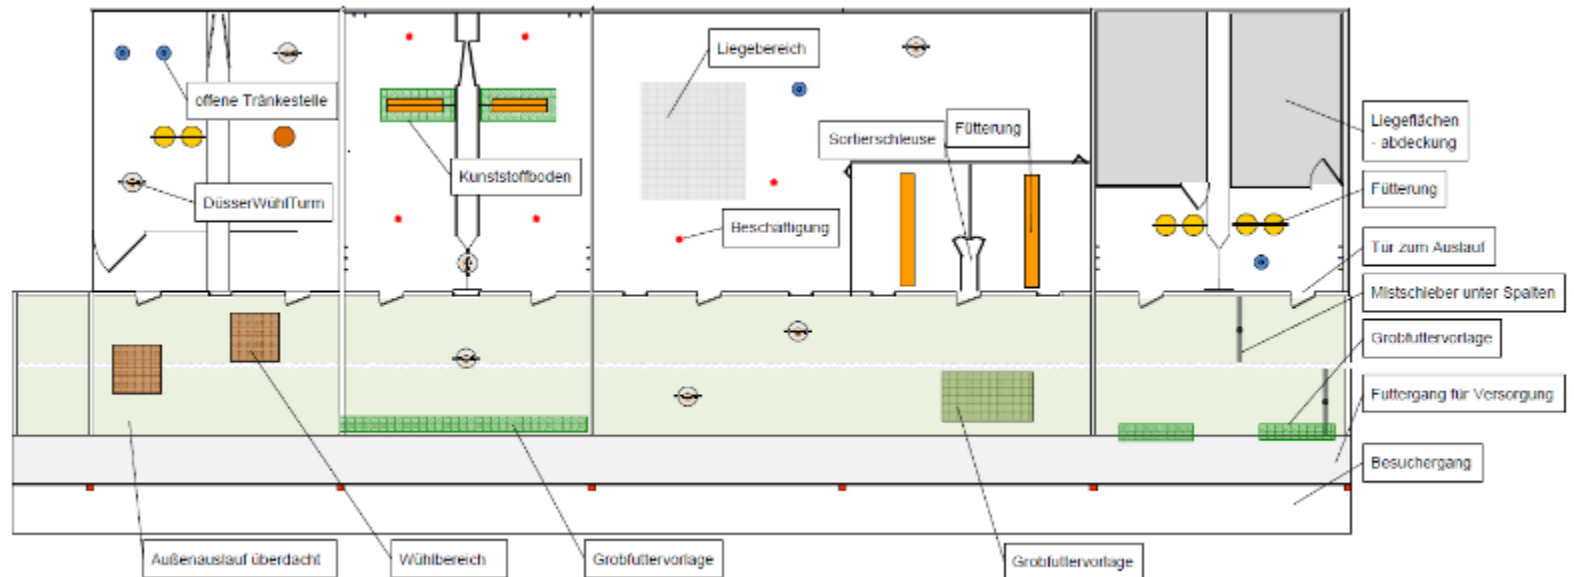 Liegebereich
offene Tränkestelle
Sortierschleuse
Fütterung
Liegeflächen
- abdeckung
Kunststoffboden
Fütterung
DüsserWühlTurm
Beschäftigung
Tür zum Auslauf
Mistschieber unter Spalten
Grobfuttervorlage
Futtergang für Versorgung
Besuchergang
Außenauslauf überdacht
Wühlbereich
Grobfuttervorlage
Grobfuttervorlage